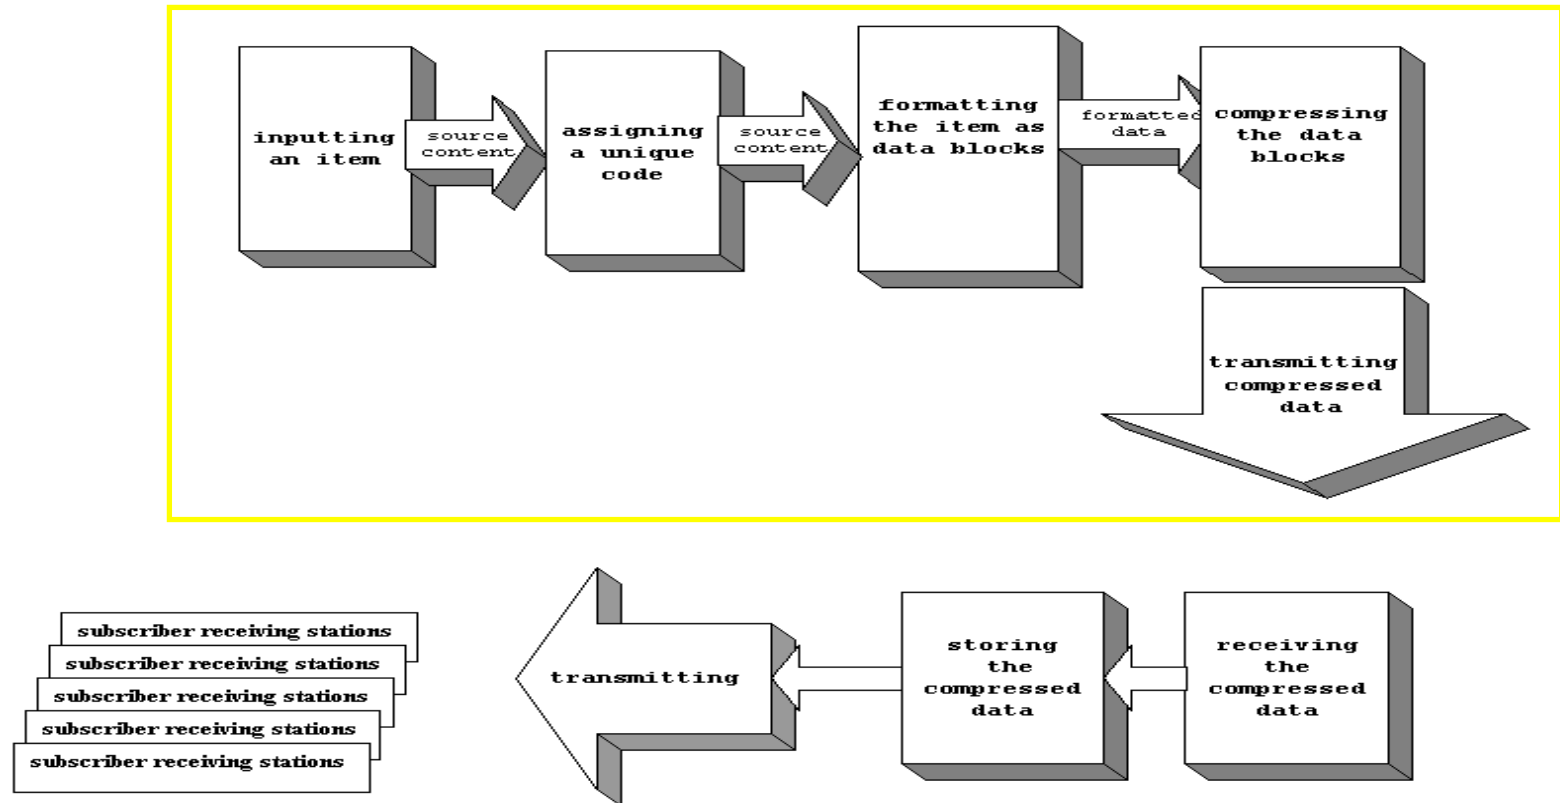 inputting
an item
source
content
assigning
a unique
code
source
content
formatting
the item as
data blocks
formatted
data
compressing
the data
blocks
transmitting
compressed
data
receiving
the
compressed
data
storing
the
compressed
data
transmitting
subscriber receiving stations
subscriber receiving stations
subscriber receiving stations
subscriber receiving stations
subscriber receiving stations